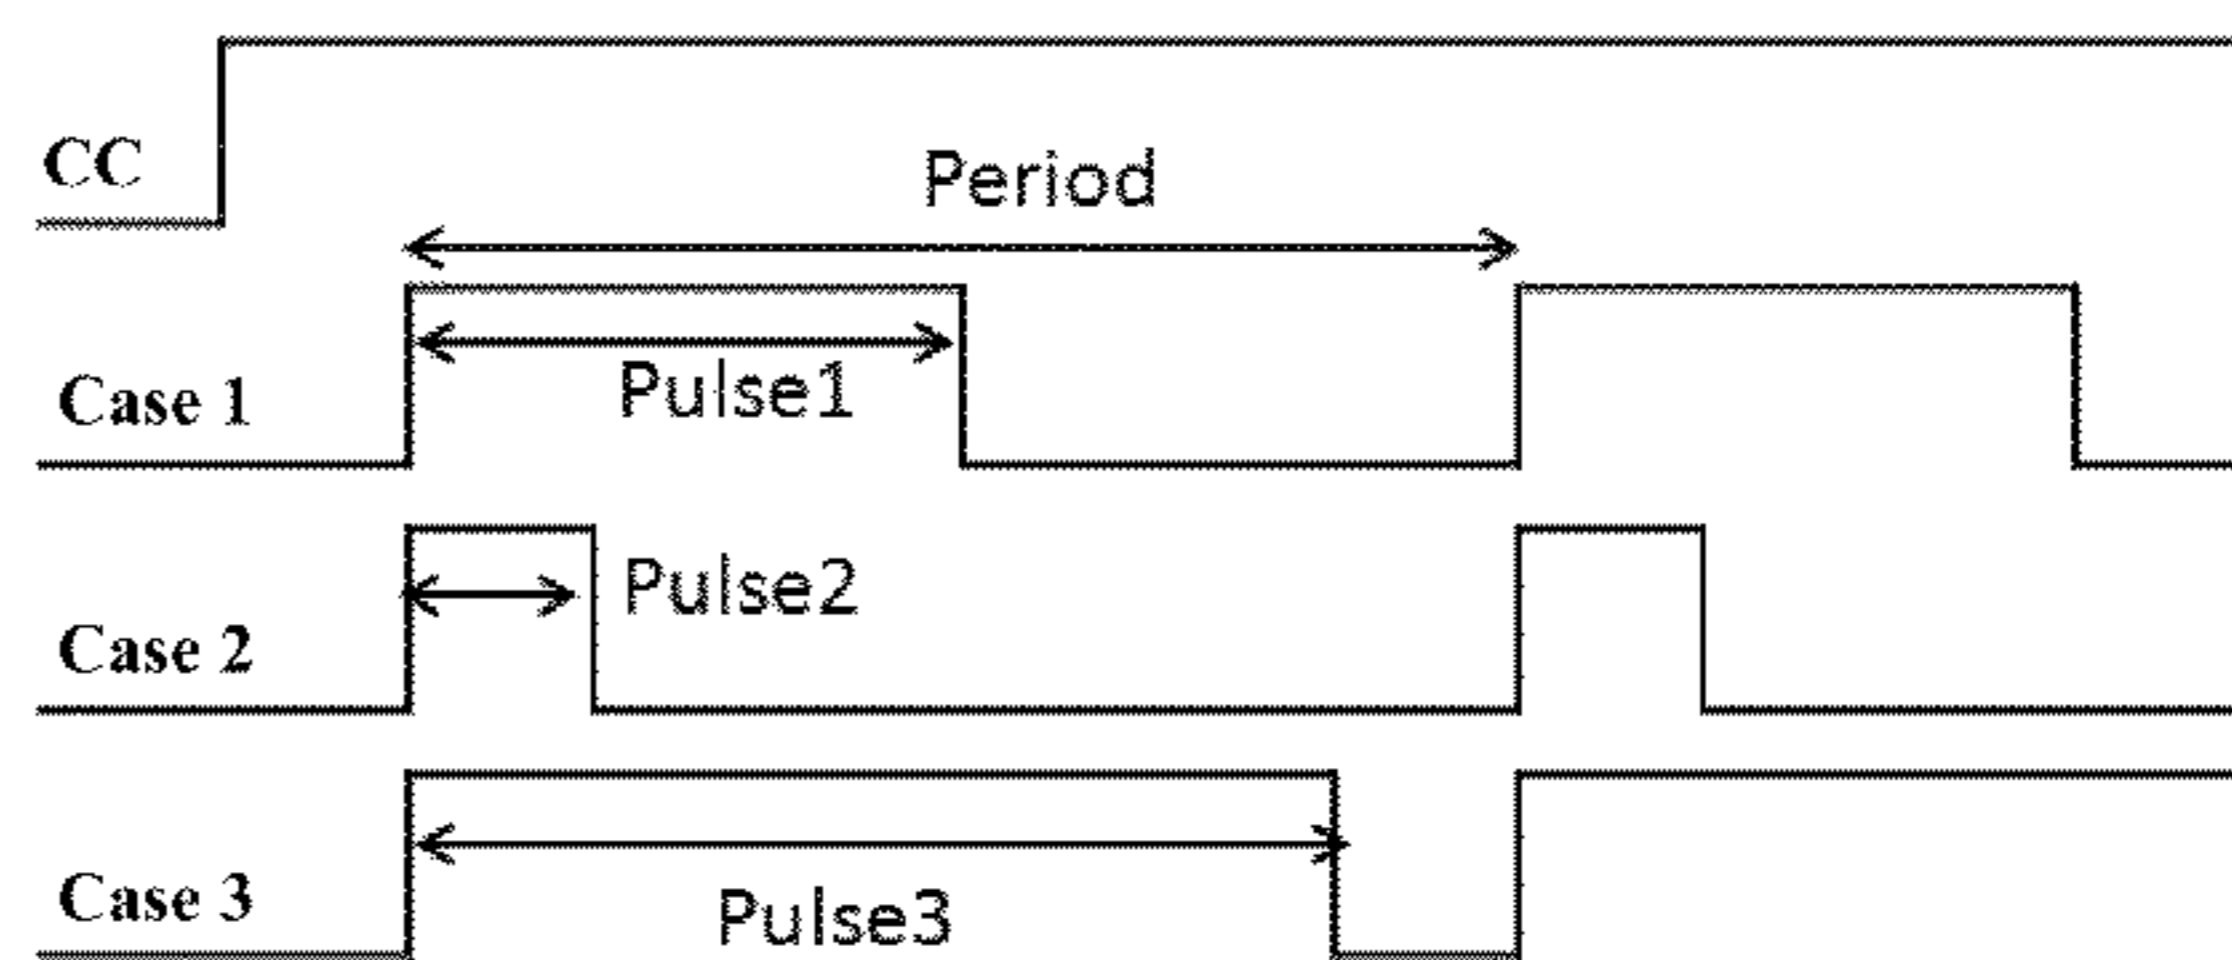 CC
Period
Case 1
Pulse1
Case 2
Pulse2
Case 3
Pulse3